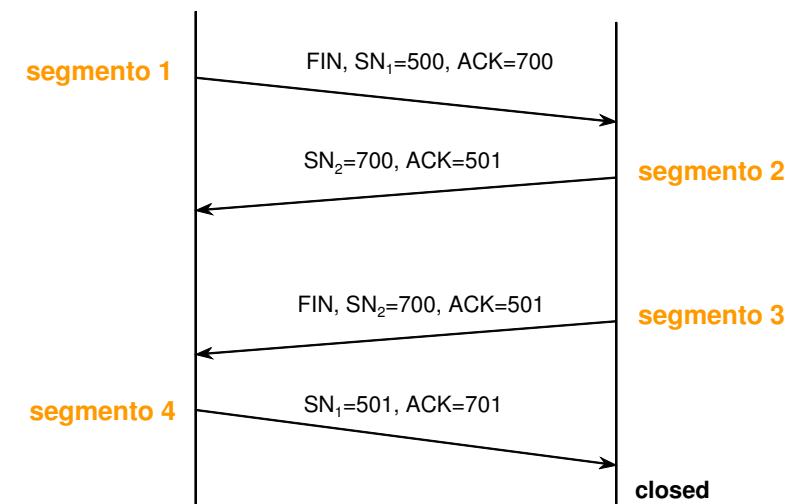 segmento 1
FIN, SN₁=500, ACK=700
SN₂=700, ACK=501
segmento 2
FIN, SN₂=700, ACK=501
segmento 3
segmento 4
SN₁=501, ACK=701
closed